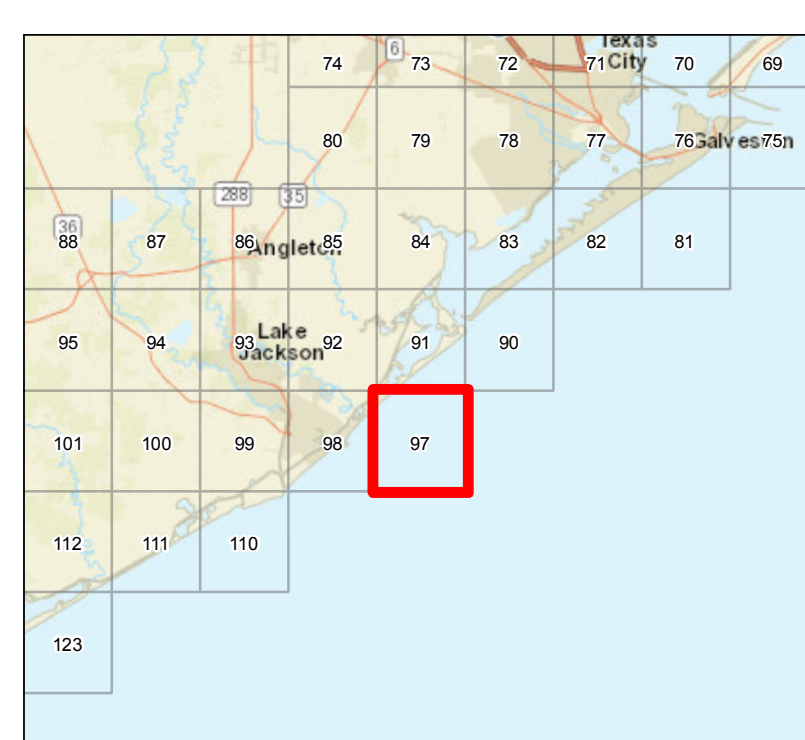 Texas
City
6
74 73 72 71 70 69
80 79 78 77 76 75
Galveston
288 35
36
88 87 86 85 84 83 82 81
Angleton
95 94 93 92 91 90
Lake
Jackson
101 100 99 98 97
112 111 110
123